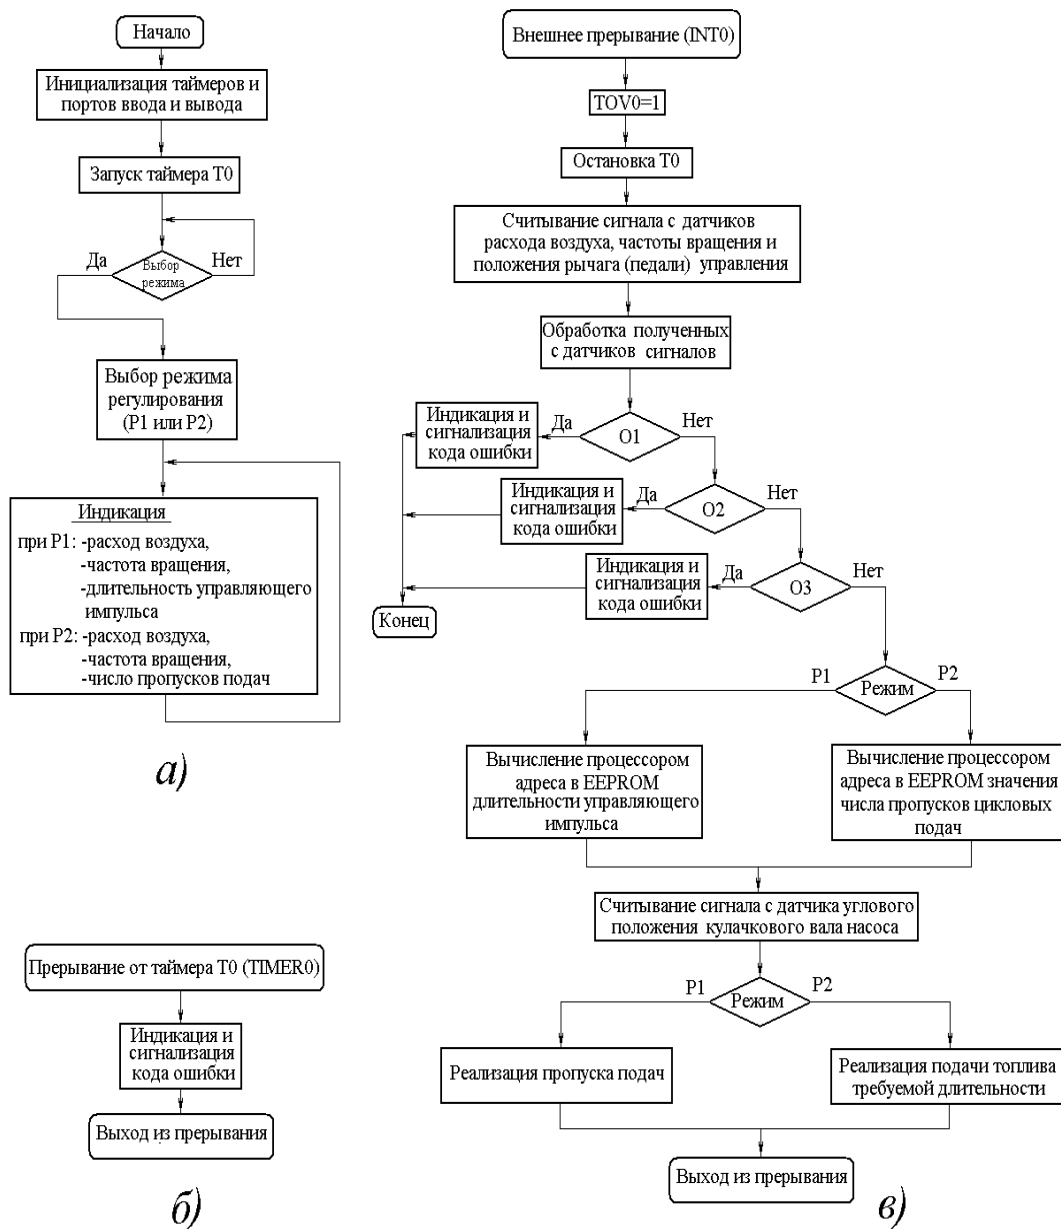 Начало
Инициализация таймеров и
портов ввода и вывода
Запуск таймера Т0
Да
Нет
Выбор
режима
Выбор режима
регулирования
(Р1 или Р2)
Индикация
при Р1: -расход воздуха,
-частота вращения,
-длительность управляющего
импульса
при Р2: -расход воздуха,
-частота вращения,
-число пропусков подач
а)
Прерывание от таймера Т0 (TIMER0)
Индикация и
сигнализация
кода ошибки
Выход из прерывания
б)
Внешнее прерывание (INT0)
TOV0=1
Остановка Т0
Считывание сигнала с датчиков
расхода воздуха, частоты вращения и
положения рычага (педали) управления
Обработка полученных
с датчиков сигналов
Индикация и
сигнализация
кода ошибки
Да
О1
Нет
Индикация и
сигнализация
кода ошибки
Да
О2
Нет
Индикация и
сигнализация
кода ошибки
Да
О3
Нет
Конец
Р1
Режим
Р2
Вычисление процессором
адреса в EEPROM
длительности управляющего
импульса
Вычисление процессором
адреса в EEPROM значения
числа пропусков цикловых
подач
Считывание сигнала с датчика углового
положения кулачкового вала насоса
Р1
Режим
Р2
Реализация пропуска подач
Реализация подачи топлива
требуемой длительности
Выход из прерывания
в)